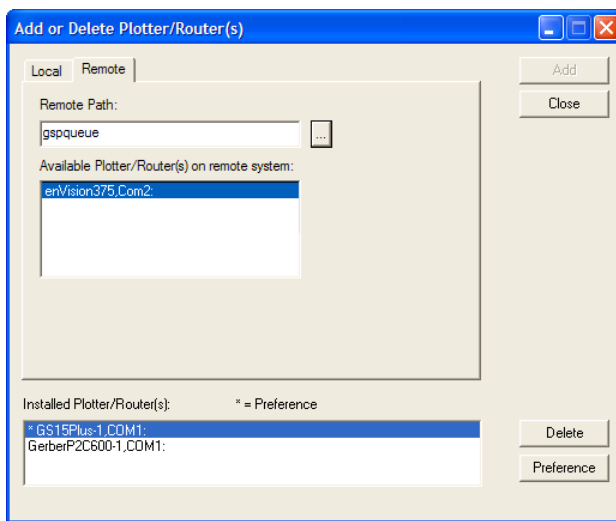 Add or Delete Plotter/Router(s)
Local
Remote
Add
Close
Remote Path:
gspqueue
...
Available Plotter/Router(s) on remote system:
enVision375,Com2:
Installed Plotter/Router(s): * = Preference
* GS15Plus-1,COM1:
GerberP2C600-1,COM1:
Delete
Preference